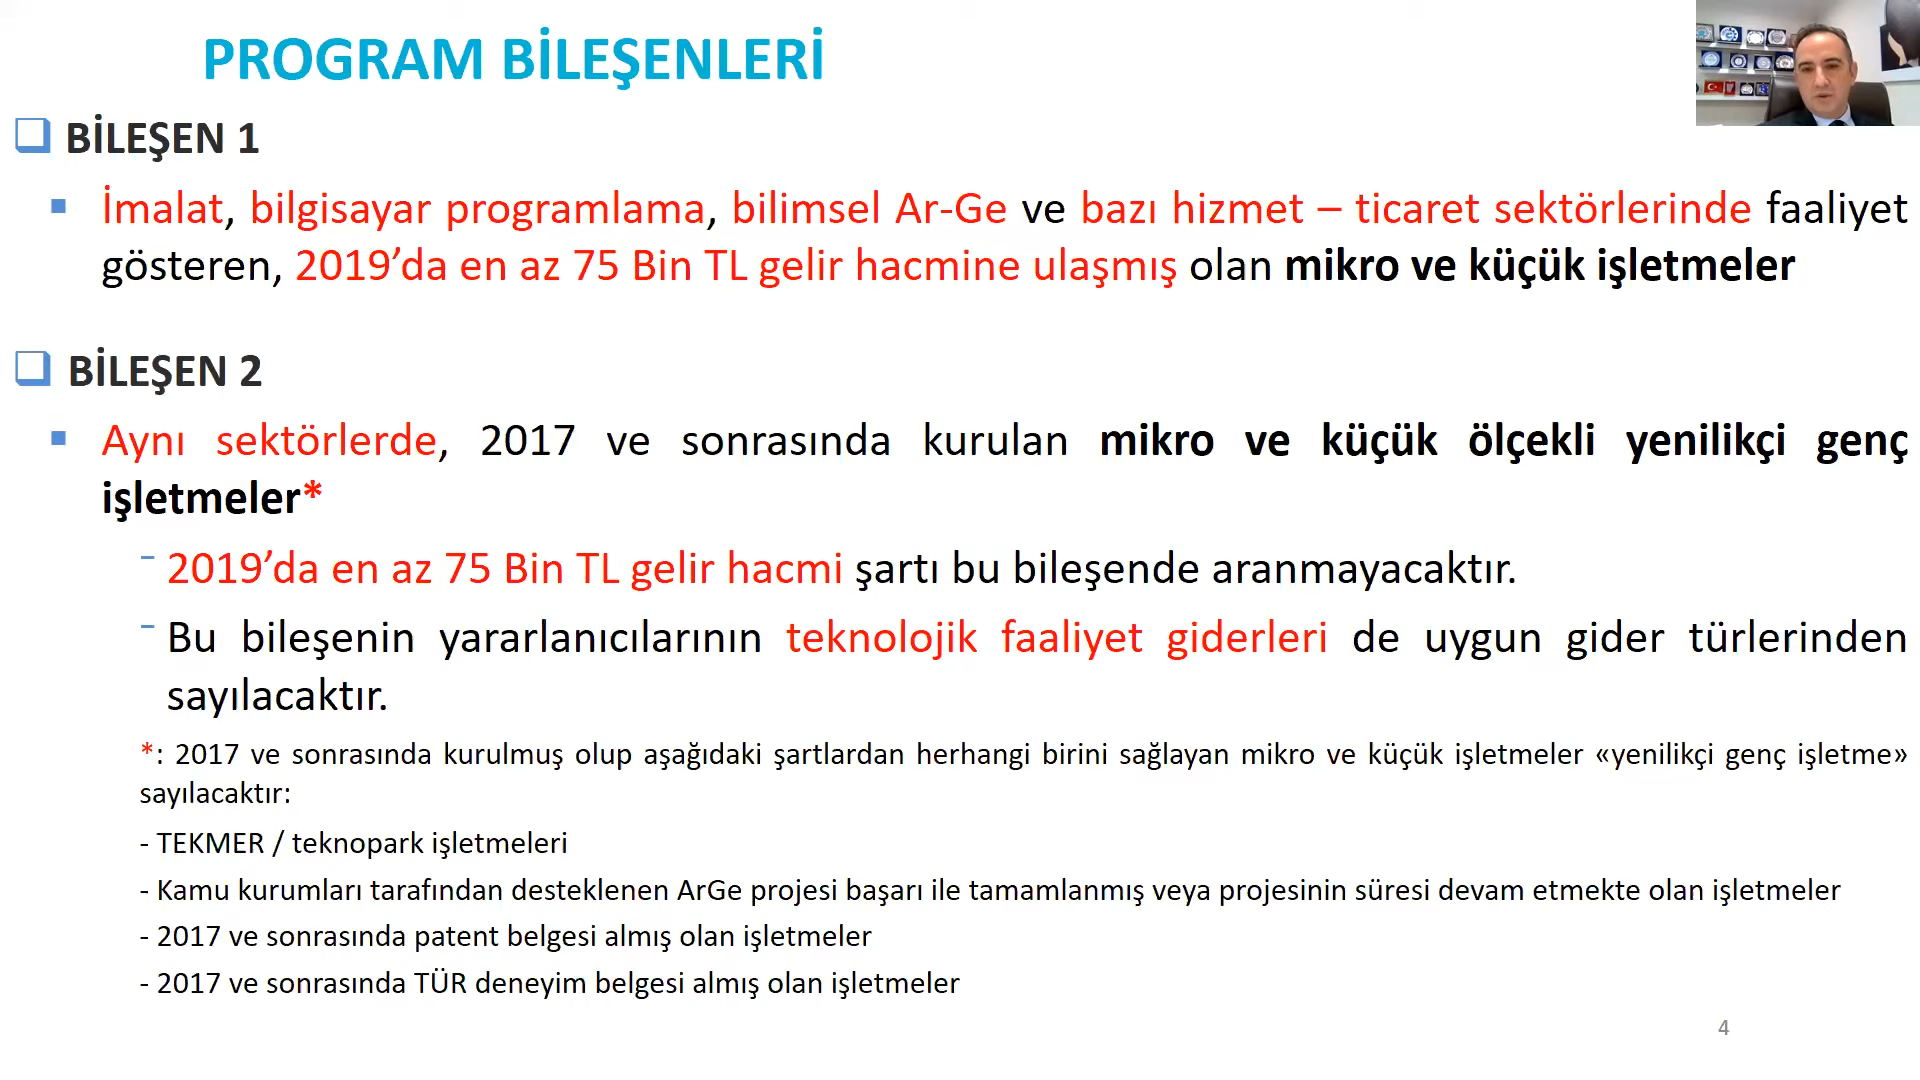 PROGRAM BİLEŞENLERİ
BİLEŞEN 1
İmalat, bilgisayar programlama, bilimsel Ar-Ge ve bazı hizmet – ticaret sektörlerinde faaliyet
gösteren, 2019’da en az 75 Bin TL gelir hacmine ulaşmış olan mikro ve küçük işletmeler
BİLEŞEN 2
Aynı sektörlerde, 2017 ve sonrasında kurulan mikro ve küçük ölçekli yenilikçi genç
işletmeler*
- 2019’da en az 75 Bin TL gelir hacmi şartı bu bileşende aranmayacaktır.
- Bu bileşenin yararlanıcılarının teknolojik faaliyet giderleri de uygun gider türlerinden
sayılacaktır.
*: 2017 ve sonrasında kurulmuş olup aşağıdaki şartlardan herhangi birini sağlayan mikro ve küçük işletmeler «yenilikçi genç işletme»
sayılacaktır:
- TEKMER / teknopark işletmeleri
- Kamu kurumları tarafından desteklenen ArGe projesi başarı ile tamamlanmış veya projesinin süresi devam etmekte olan işletmeler
- 2017 ve sonrasında patent belgesi almış olan işletmeler
- 2017 ve sonrasında TÜR deneyim belgesi almış olan işletmeler
4